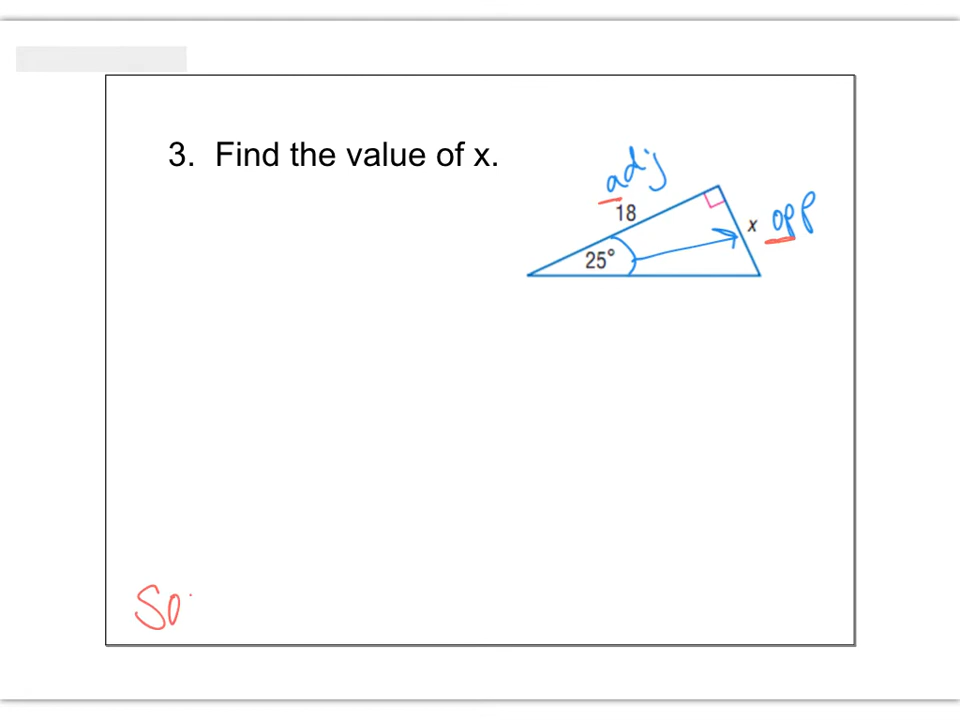 3. Find the value of x.
adj
18
x opp
25°
SO